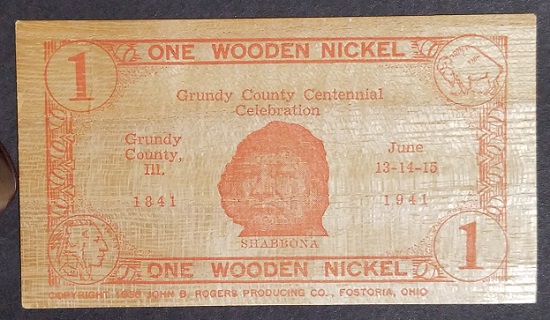 ONE WOODEN NICKEL
1
Grundy County Centennial
Celebration
Grundy
County,
Ill.
1841
June
13-14-15
1941
SHABBONA
1
ONE WOODEN NICKEL
COPYRIGHT 1938 JOHN B. ROGERS PRODUCING CO., FOSTORIA, OHIO